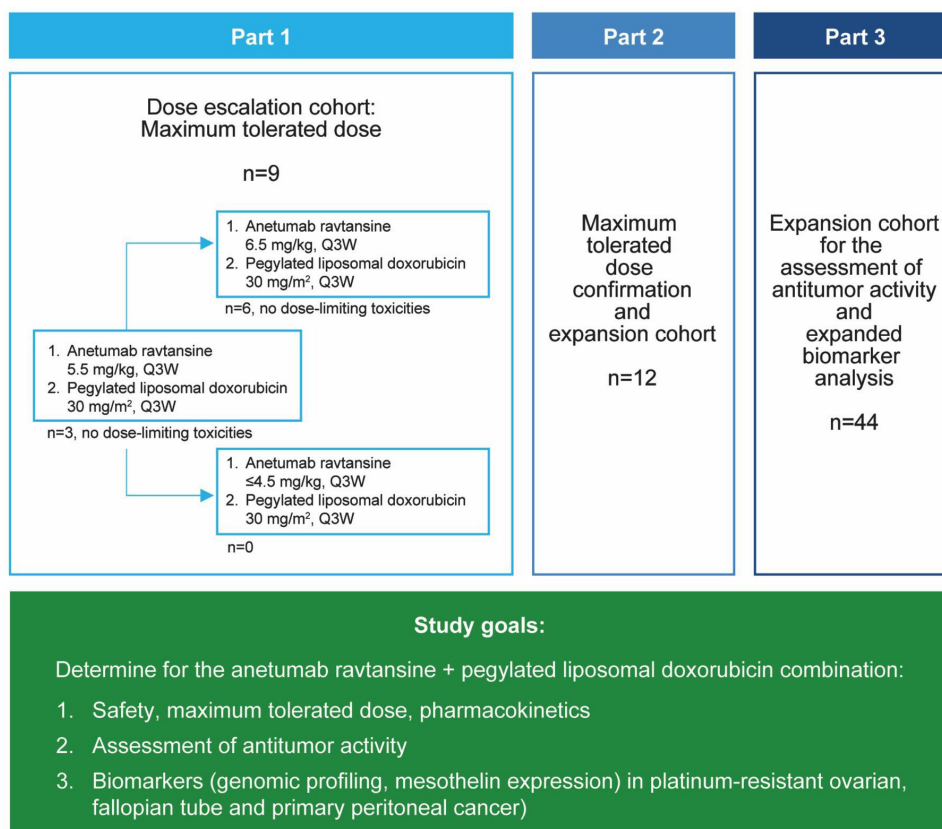 Part 1
Dose escalation cohort:
Maximum tolerated dose
n=9
1. Anetumab ravtansine
6.5 mg/kg, Q3W
2. Pegylated liposomal doxorubicin
30 mg/m², Q3W
n=6, no dose-limiting toxicities
1. Anetumab ravtansine
5.5 mg/kg, Q3W
2. Pegylated liposomal doxorubicin
30 mg/m², Q3W
n=3, no dose-limiting toxicities
1. Anetumab ravtansine
≤4.5 mg/kg, Q3W
2. Pegylated liposomal doxorubicin
30 mg/m², Q3W
n=0
Part 2
Maximum
tolerated
dose
confirmation
and
expansion cohort
n=12
Part 3
Expansion cohort
for the
assessment of
antitumor activity
and
expanded
biomarker
analysis
n=44
Study goals:
Determine for the anetumab ravtansine + pegylated liposomal doxorubicin combination:
1. Safety, maximum tolerated dose, pharmacokinetics
2. Assessment of antitumor activity
3. Biomarkers (genomic profiling, mesothelin expression) in platinum-resistant ovarian,
fallopian tube and primary peritoneal cancer)